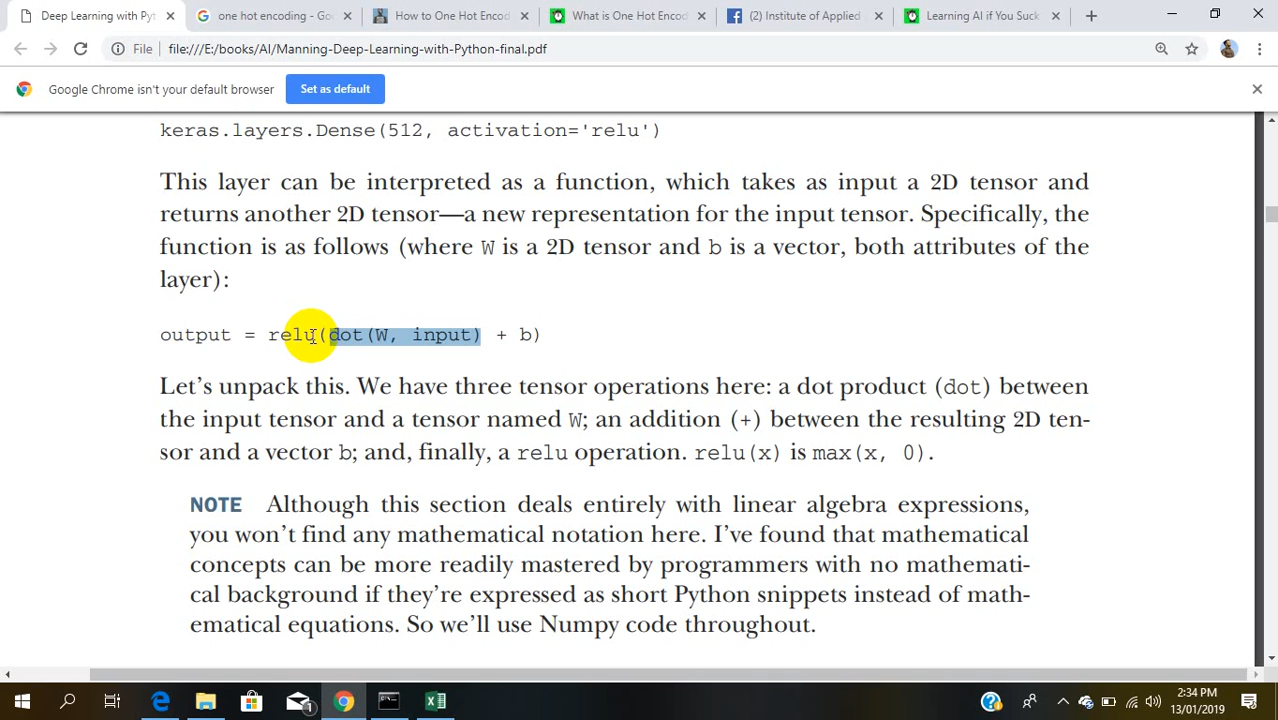 Deep Learning with Pyt
one hot encoding - Goo
How to One Hot Encod
What is One Hot Encod
(2) Institute of Applied
Learning AI if You Suck
File
file:///E:/books/AI/Manning-Deep-Learning-with-Python-final.pdf
Google Chrome isn't your default browser
Set as default
keras.layers.Dense(512, activation='relu')
This layer can be interpreted as a function, which takes as input a 2D tensor and
returns another 2D tensor—a new representation for the input tensor. Specifically, the
function is as follows (where W is a 2D tensor and b is a vector, both attributes of the
layer):
output = relu(dot(W, input) + b)
Let's unpack this. We have three tensor operations here: a dot product (dot) between
the input tensor and a tensor named W; an addition (+) between the resulting 2D ten-
sor and a vector b; and, finally, a relu operation. relu(x) is max(x, 0).
NOTE Although this section deals entirely with linear algebra expressions,
you won't find any mathematical notation here. I've found that mathematical
concepts can be more readily mastered by programmers with no mathemati-
cal background if they're expressed as short Python snippets instead of math-
ematical equations. So we'll use Numpy code throughout.
1
2:34 PM
13/01/2019